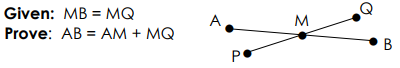 Given: MB = MQ
Prove: AB = AM + MQ
A
M
Q
P
B